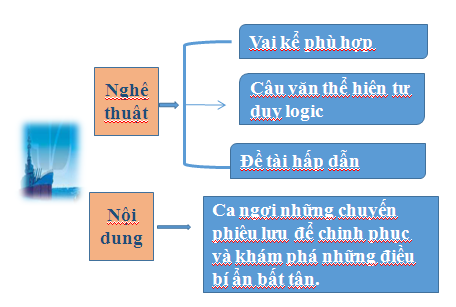 Nghệ
thuật
Vai kể phù hợp
Câu văn thể hiện tư
duy logic
Đề tài hấp dẫn
Nội
dung
Ca ngợi những chuyến
phiêu lưu để chinh phục
và khám phá những điều
bí ẩn bất tận.